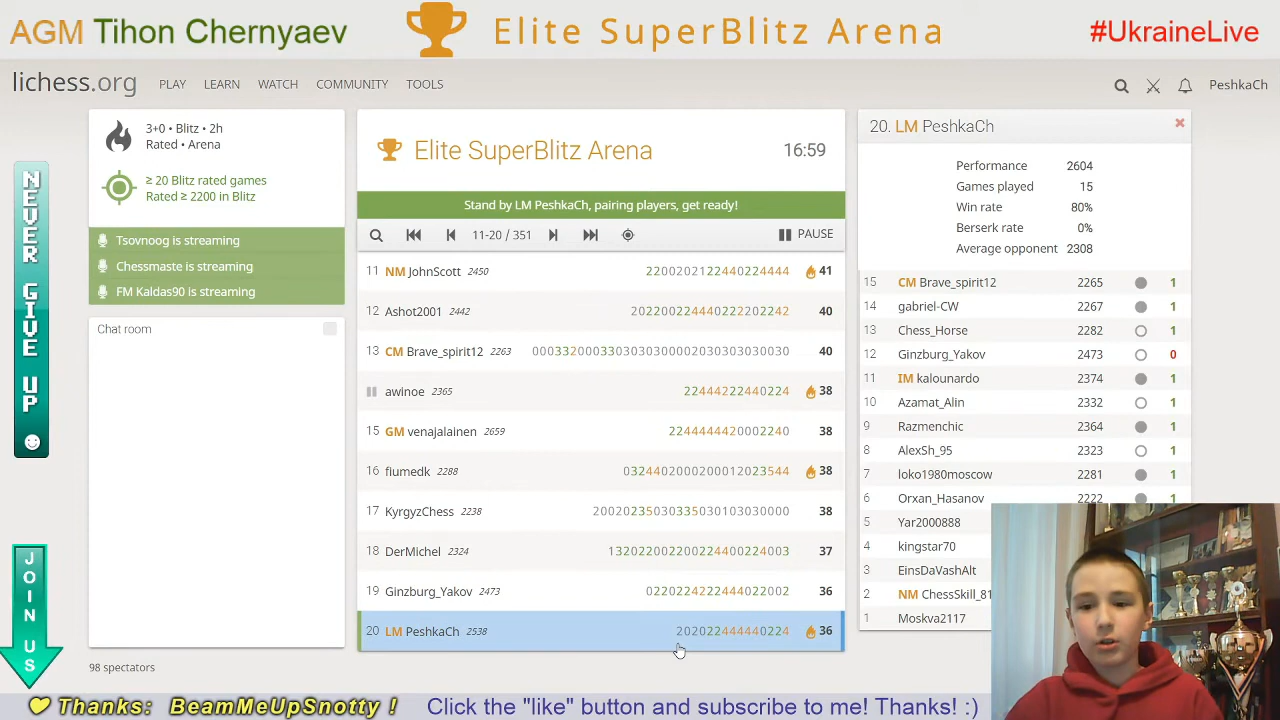 AGM Tihon Chernyaev
Elite SuperBlitz Arena
#UkraineLive
lichess.org PLAY LEARN WATCH COMMUNITY TOOLS PeshkaCh
NEVER GIVE UP
JOIN US
3+0 • Blitz • 2h
Rated • Arena
≥ 20 Blitz rated games
Rated ≥ 2200 in Blitz
Tsovnoog is streaming
Chessmaste is streaming
FM Kaldas90 is streaming
Chat room
98 spectators
Elite SuperBlitz Arena 16:59
Stand by LM PeshkaCh, pairing players, get ready!
11-20 / 351 PAUSE
11 NM JohnScott 2450 2200202122440224444 41
12 Ashot2001 2442 202200224440222202242 40
13 CM Brave_spirit12 2263 000333200033030303000020303030030 40
awinoe 2365 22444222440224 38
15 GM venajalainen 2659 2244444420002240 38
16 fiumedk 2288 032440200020001202 3544 38
17 KyrgyzChess 2238 20020235030335030103030000 38
18 DerMichel 2324 132022002200224400224003 37
19 Ginzburg_Yakov 2473 0220224222444022002 36
20 LM PeshkaCh 2538 202022444440224 36
20. LM PeshkaCh
Performance 2604
Games played 15
Win rate 80%
Berserk rate 0%
Average opponent 2308
15 CM Brave_spirit12 2265 1
14 gabriel-CW 2267 1
13 Chess_Horse 2282 1
12 Ginzburg_Yakov 2473 0
11 IM kalounardo 2374 1
10 Azamat_Alin 2332 1
9 Razmenchic 2364 1
8 AlexSh_95 2323 1
7 loko1980moscow 2281 1
6 Orxan_Hasanov 2222 1
5 Yar2000888
4 kingstar70
3 EinsDaVashAlt
2 NM ChessSkill_81
1 Moskva2117
Thanks: BeamMeUpSnotty ! Click the "like" button and subscribe to me! Thanks! :)